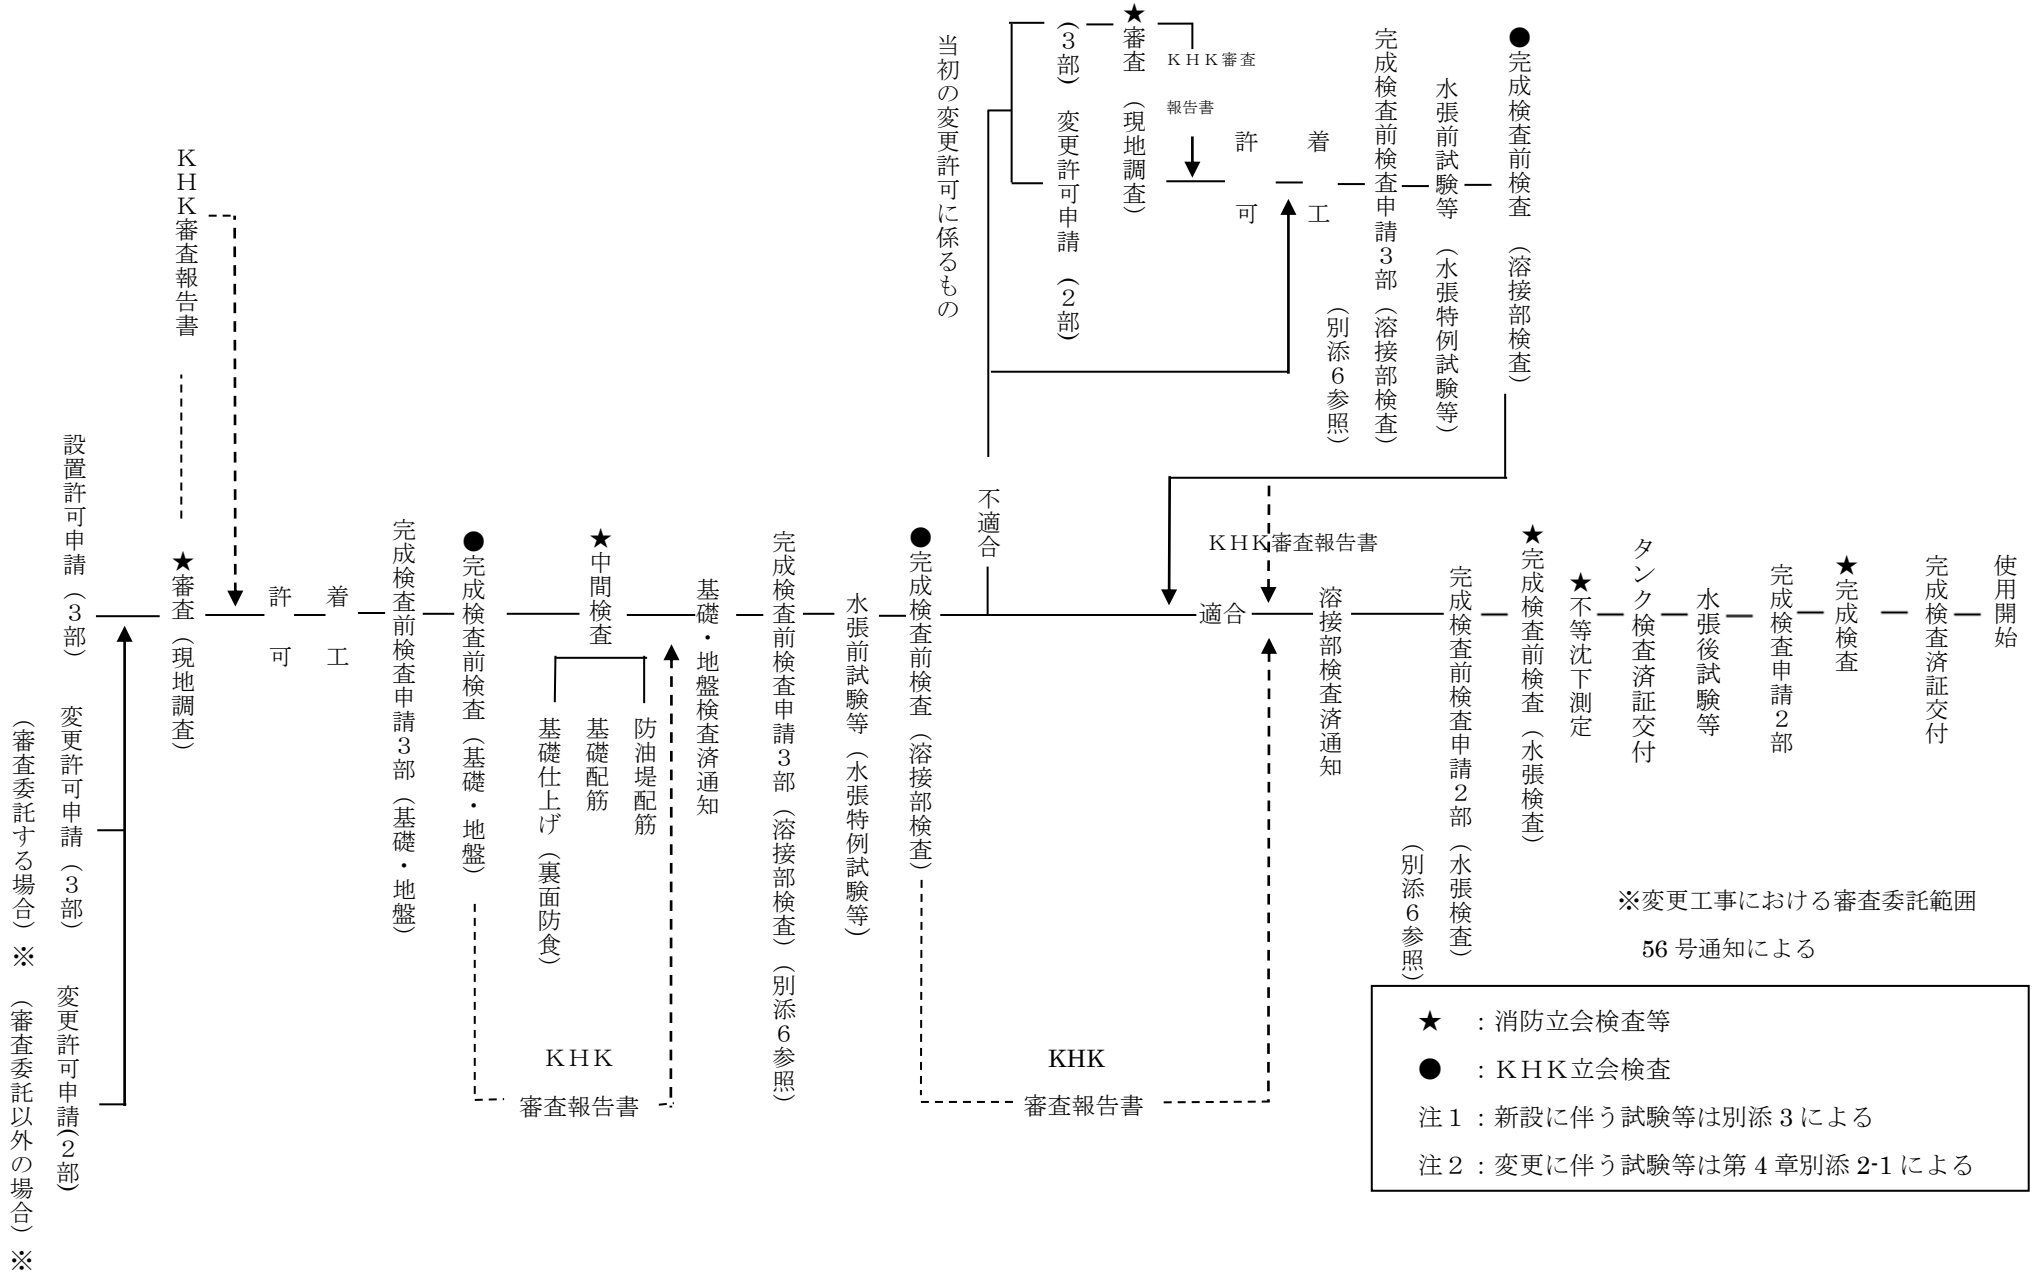 設置許可申請（３部）
変更許可申請（３部）
（審査委託する場合）※
変更許可申請(２部)
（審査委託以外の場合）※
ＫＨＫ審査報告書
★審査（現地調査）
許可
着工
完成検査前検査申請３部（基礎・地盤）
●完成検査前検査（基礎・地盤）
★中間検査
基礎仕上げ（裏面防食）
基礎配筋
防油堤配筋
ＫＨＫ
審査報告書
基礎・地盤検査済通知
完成検査前検査申請３部（溶接部検査）（別添６参照）
水張前試験等（水張特例試験等）
●完成検査前検査（溶接部検査）
KHK
審査報告書
不適合
当初の変更許可に係るもの
(３部)　変更許可申請　(２部)
★審査　（現地調査）
ＫＨＫ審査
報告書
許可
着工
完成検査前検査申請３部（溶接部検査）
（別添６参照）
水張前試験等　（水張特例試験等）
●完成検査前検査　（溶接部検査）
適合
ＫＨＫ審査報告書
溶接部検査済通知
完成検査前検査申請２部（水張検査）
（別添６参照）
★完成検査前検査（水張検査）
★不等沈下測定
タンク検査済証交付
水張後試験等
完成検査申請２部
★完成検査
完成検査済証交付
使用開始
※変更工事における審査委託範囲
56 号通知による
★　：消防立会検査等
●　：ＫＨＫ立会検査
注１：新設に伴う試験等は別添 3 による
注２：変更に伴う試験等は第 4 章別添 2-1 による